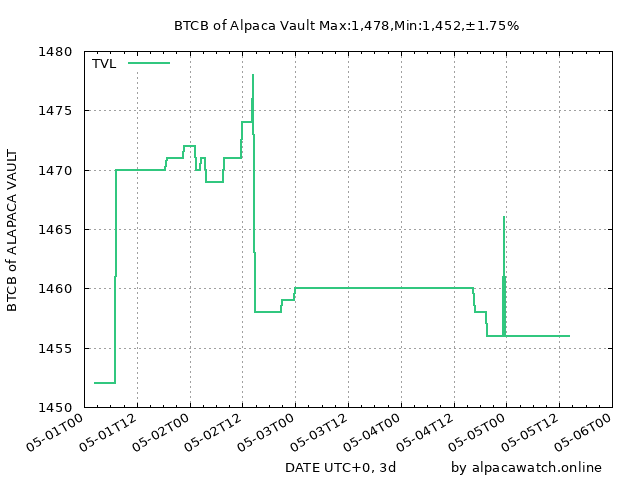 BTCB of Alpaca Vault Max:1,478,Min:1,452,±1.75%
TVL
BTCB of ALAPACA VAULT
1480
1475
1470
1465
1460
1455
1450
05-01T00 05-01T12 05-02T00 05-02T12 05-03T00 05-03T12 05-04T00 05-04T12 05-05T00 05-05T12 05-06T00
DATE UTC+0, 3d by alpacawatch.online